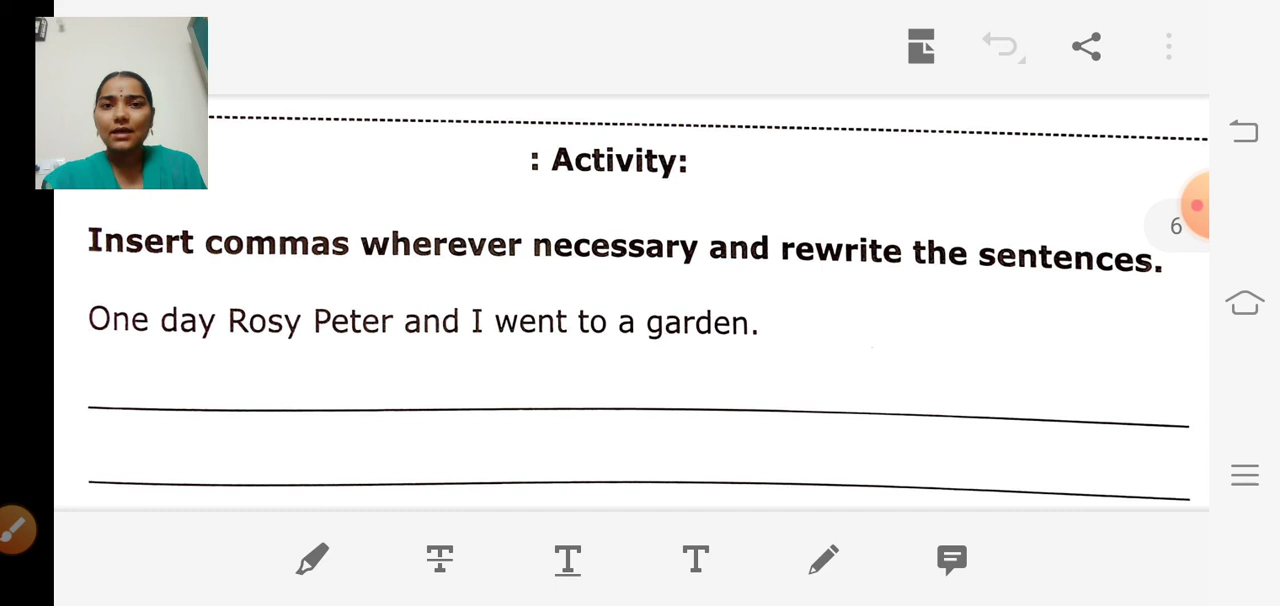 : Activity:
Insert commas wherever necessary and rewrite the sentences.
6
One day Rosy Peter and I went to a garden.
T
T
T